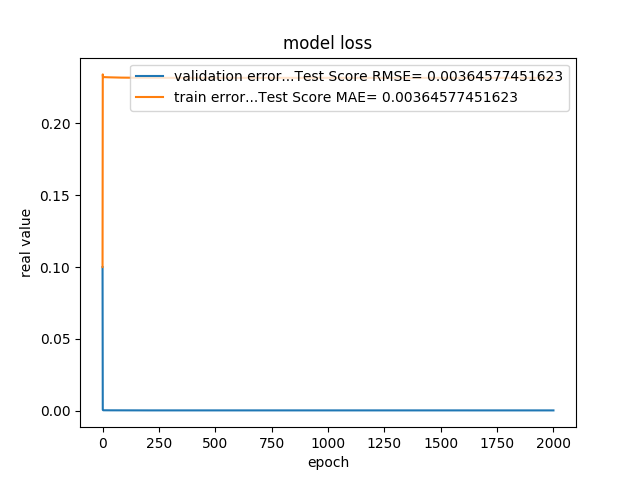 model loss
validation error...Test Score RMSE= 0.00364577451623
train error...Test Score MAE= 0.00364577451623
real value
0.20
0.15
0.10
0.05
0.00
0 250 500 750 1000 1250 1500 1750 2000
epoch